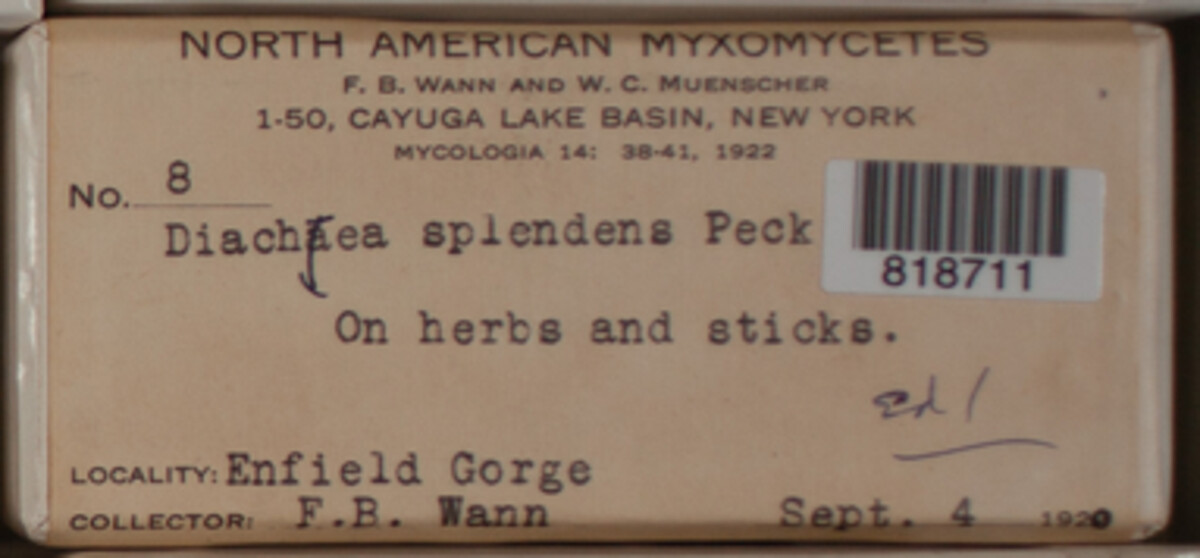 NORTH AMERICAN MYXOMYCETES
F. B. WANN AND W. C. MUENSCHER
1-50, CAYUGA LAKE BASIN, NEW YORK
MYCOLOGIA 14: 38-41, 1922
No. 8
Diachaea splendens Peck
818711
On herbs and sticks.
LOCALITY: Enfield Gorge
COLLECTOR: F.B. Wann Sept. 4 1920